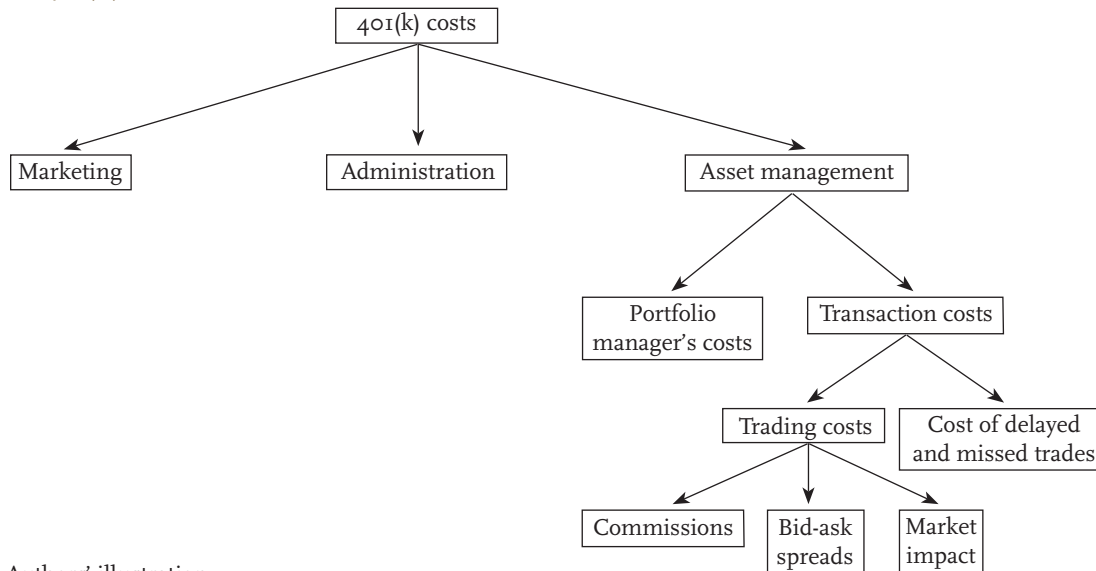 401(k) costs
Marketing
Administration
Asset management
Portfolio
manager's costs
Transaction costs
Trading costs
Cost of delayed
and missed trades
Commissions
Bid-ask
spreads
Market
impact